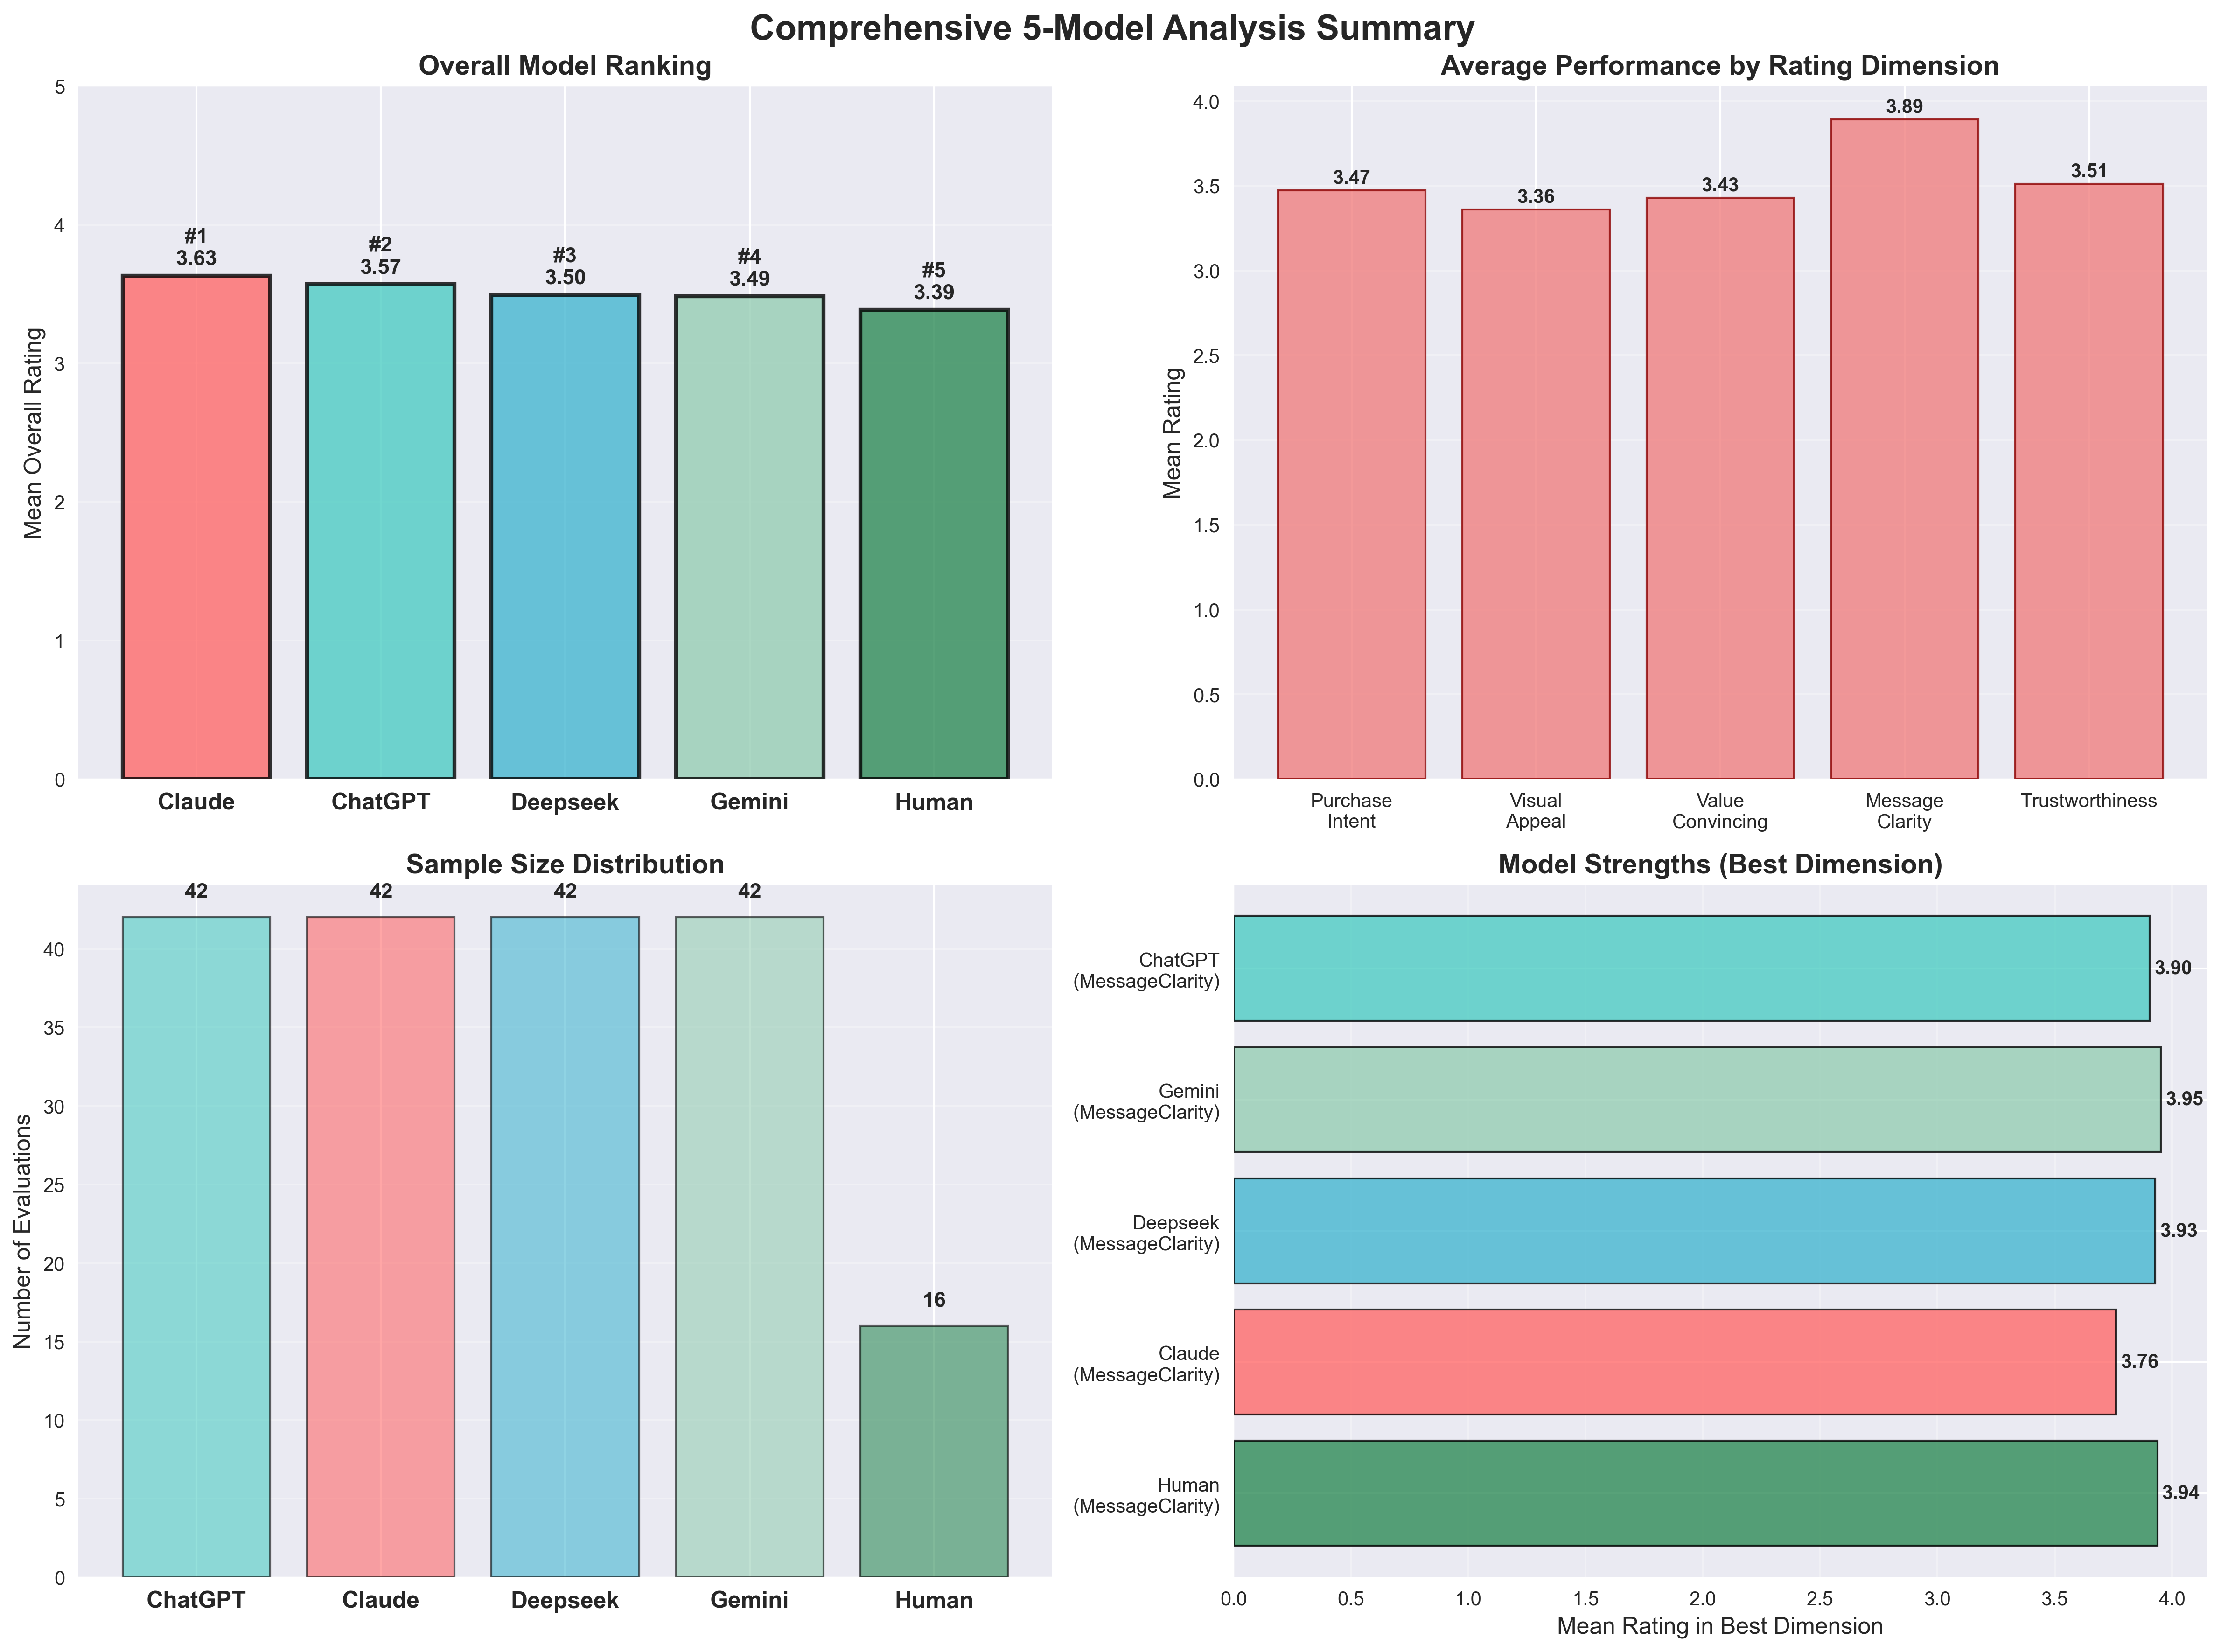 Comprehensive 5-Model Analysis Summary
Overall Model Ranking
Mean Overall Rating
5
4
3
2
1
0
#1
3.63
#2
3.57
#3
3.50
#4
3.49
#5
3.39
Claude
ChatGPT
Deepseek
Gemini
Human
Average Performance by Rating Dimension
Mean Rating
4.0
3.5
3.0
2.5
2.0
1.5
1.0
0.5
0.0
3.47
3.36
3.43
3.89
3.51
Purchase
Intent
Visual
Appeal
Value
Convincing
Message
Clarity
Trustworthiness
Sample Size Distribution
Number of Evaluations
40
35
30
25
20
15
10
5
0
42
42
42
42
16
ChatGPT
Claude
Deepseek
Gemini
Human
Model Strengths (Best Dimension)
ChatGPT
(MessageClarity)
3.90
Gemini
(MessageClarity)
3.95
Deepseek
(MessageClarity)
3.93
Claude
(MessageClarity)
3.76
Human
(MessageClarity)
3.94
0.0
0.5
1.0
1.5
2.0
2.5
3.0
3.5
4.0
Mean Rating in Best Dimension